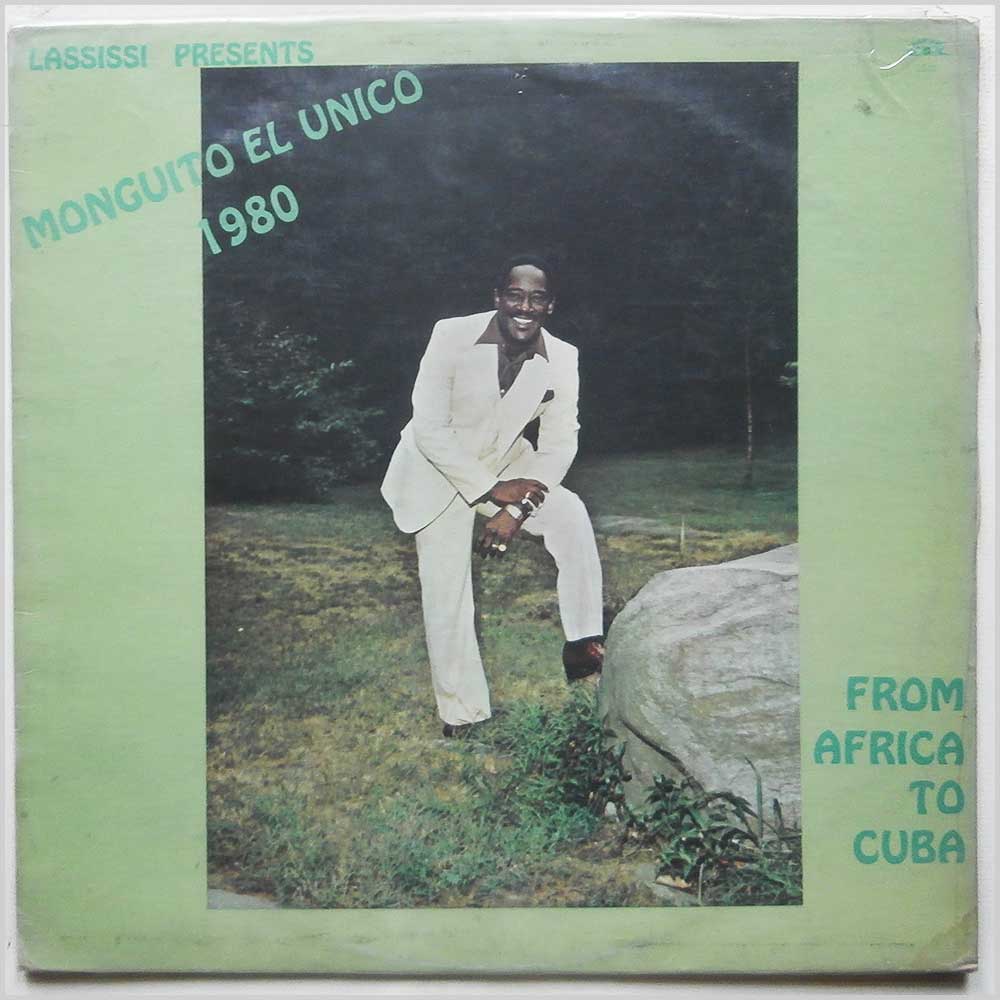 LASSISSI PRESENTS
MONGUITO EL UNICO
1980
FROM
AFRICA
TO
CUBA